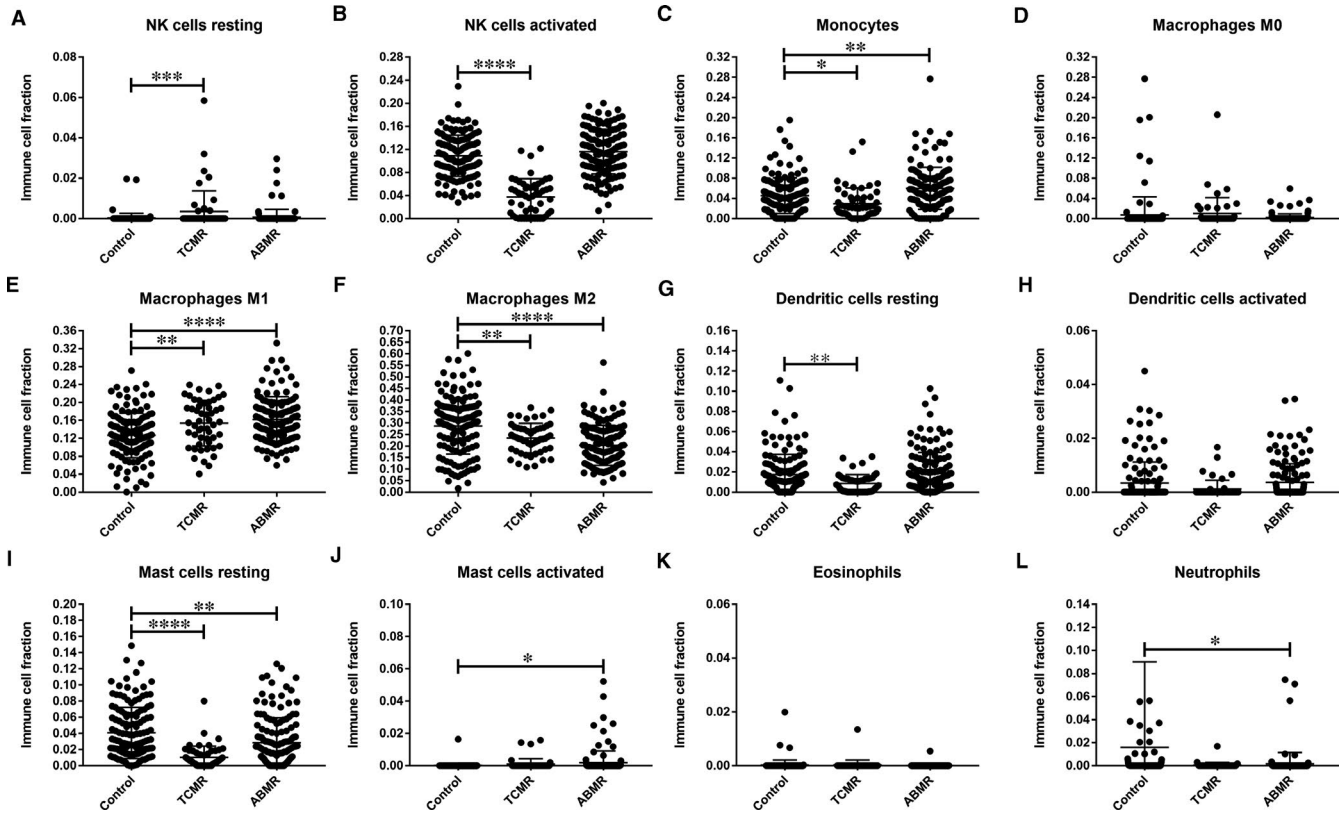 A
NK cells resting
***
Immune cell fraction
0.08
0.06
0.04
0.02
0.00
Control
TCMR
ABMR
B
NK cells activated
****
Immune cell fraction
0.28
0.24
0.20
0.16
0.12
0.08
0.04
0.00
Control
TCMR
ABMR
C
Monocytes
**
*
Immune cell fraction
0.32
0.28
0.24
0.20
0.16
0.12
0.08
0.04
0.00
Control
TCMR
ABMR
D
Macrophages M0
Immune cell fraction
0.32
0.28
0.24
0.20
0.16
0.12
0.08
0.04
0.00
Control
TCMR
ABMR
E
Macrophages M1
****
**
Immune cell fraction
0.36
0.32
0.28
0.24
0.20
0.16
0.12
0.08
0.04
0.00
Control
TCMR
ABMR
F
Macrophages M2
****
**
Immune cell fraction
0.70
0.65
0.60
0.55
0.50
0.45
0.40
0.35
0.30
0.25
0.20
0.15
0.10
0.05
0.00
Control
TCMR
ABMR
G
Dendritic cells resting
**
Immune cell fraction
0.16
0.14
0.12
0.10
0.08
0.06
0.04
0.02
0.00
Control
TCMR
ABMR
H
Dendritic cells activated
Immune cell fraction
0.06
0.04
0.02
0.00
Control
TCMR
ABMR
I
Mast cells resting
**
****
Immune cell fraction
0.20
0.18
0.16
0.14
0.12
0.10
0.08
0.06
0.04
0.02
0.00
Control
TCMR
ABMR
J
Mast cells activated
*
Immune cell fraction
0.10
0.08
0.06
0.04
0.02
0.00
Control
TCMR
ABMR
K
Eosinophils
Immune cell fraction
0.06
0.04
0.02
0.00
Control
TCMR
ABMR
L
Neutrophils
*
Immune cell fraction
0.14
0.12
0.10
0.08
0.06
0.04
0.02
0.00
Control
TCMR
ABMR